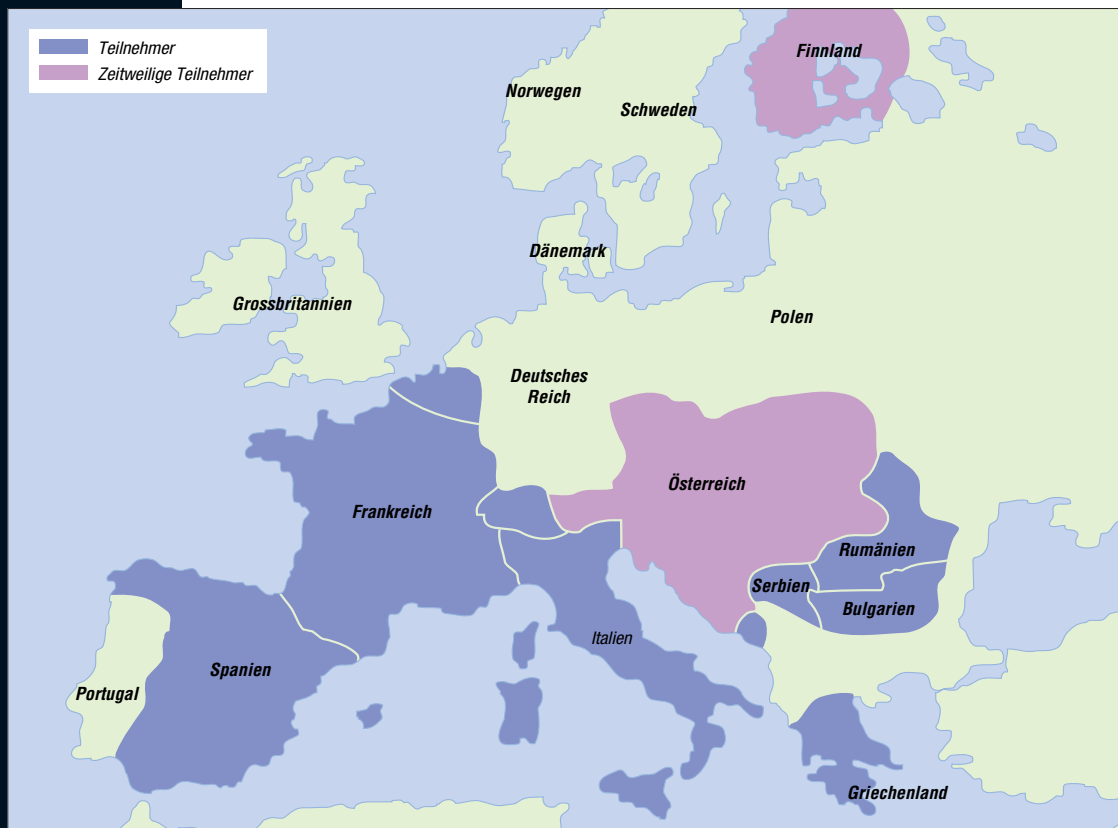 Teilnehmer
Zeitweilige Teilnehmer
Finnland
Norwegen
Schweden
Dänemark
Grossbritannien
Polen
Deutsches
Reich
Österreich
Frankreich
Rumänien
Serbien
Bulgarien
Italien
Spanien
Portugal
Griechenland